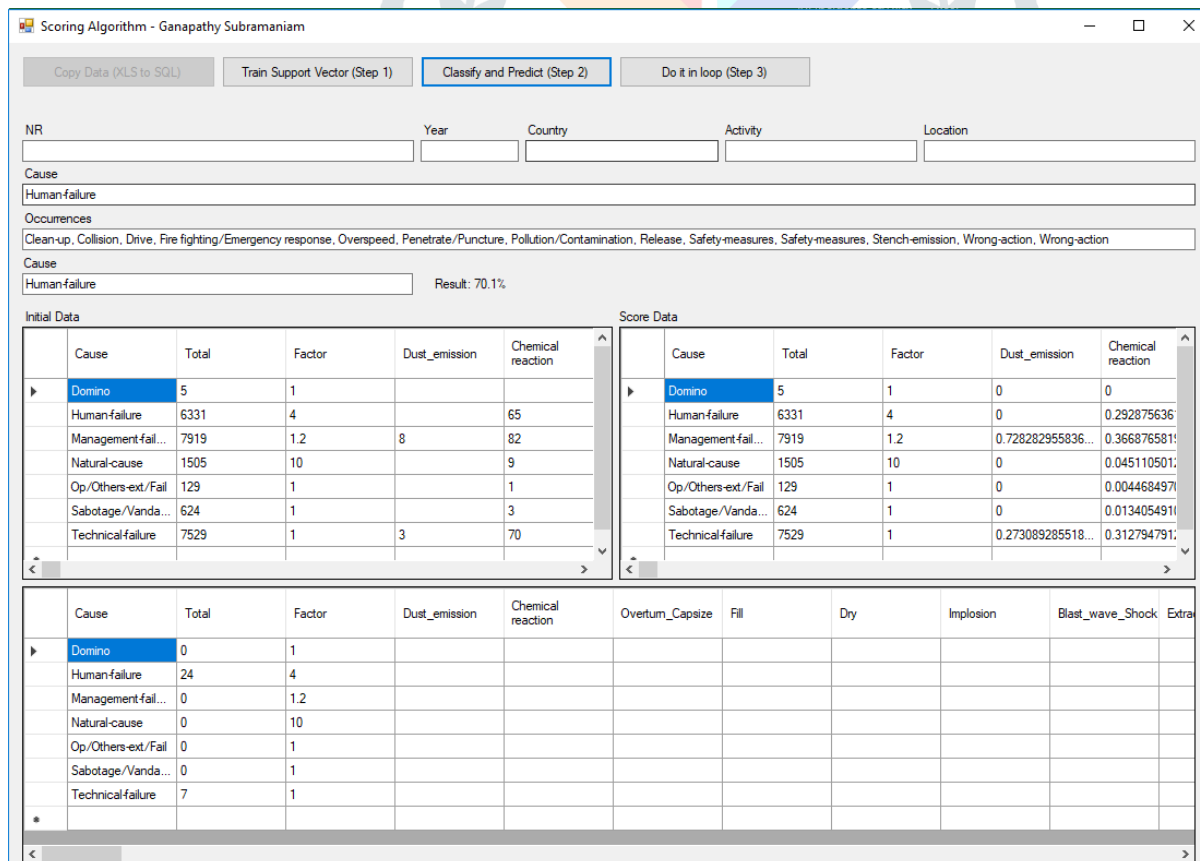 Scoring Algorithm - Ganapathy Subramaniam
Copy Data (XLS to SQL) Train Support Vector (Step 1) Classify and Predict (Step 2) Do it in loop (Step 3)
NR Year Country Activity Location
Cause
Human-failure
Occurrences
Clean-up, Collision, Drive, Fire fighting/Emergency response, Overspeed, Penetrate/Puncture, Pollution/Contamination, Release, Safety-measures, Safety-measures, Stench-emission, Wrong-action, Wrong-action
Cause
Human-failure Result: 70.1%
Initial Data
Cause Total Factor Dust_emission Chemical
reaction
Domino 5 1
Human-failure 6331 4 65
Management-fail... 7919 1.2 8 82
Natural-cause 1505 10 9
Op/Others-ext/Fail 129 1 1
Sabotage/Vanda... 624 1 3
Technical-failure 7529 1 3 70
Score Data
Cause Total Factor Dust_emission Chemical
reaction
Domino 5 1 0 0
Human-failure 6331 4 0 0.292875636
Management-fail... 7919 1.2 0.728282955836... 0.366876581
Natural-cause 1505 10 0 0.045110501
Op/Others-ext/Fail 129 1 0 0.004468497
Sabotage/Vanda... 624 1 0 0.013405491
Technical-failure 7529 1 0.273089285518... 0.312794791
Cause Total Factor Dust_emission Chemical
reaction Overturn_Capsize Fill Dry Implosion Blast_wave_Shock Extra
Domino 0 1
Human-failure 24 4
Management-fail... 0 1.2
Natural-cause 0 10
Op/Others-ext/Fail 0 1
Sabotage/Vanda... 0 1
Technical-failure 7 1